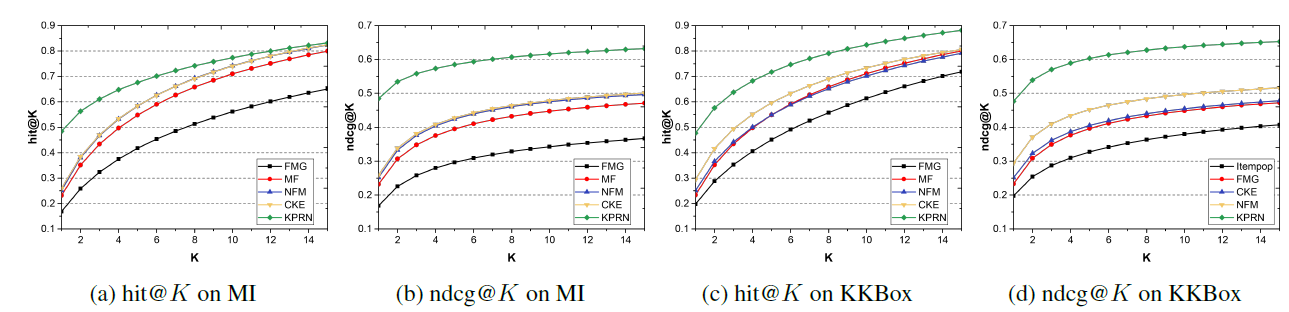 0.9
0.8
0.7
0.6
0.5
0.4
0.3
0.2
0.1
hit@K
2 4 6 8 10 12 14
K
FMG
MF
NFM
CKE
KPRN
(a) hit@K on MI
0.7
0.6
0.5
0.4
0.3
0.2
0.1
ndcg@K
2 4 6 8 10 12 14
K
FMG
MF
NFM
CKE
KPRN
(b) ndcg@K on MI
0.9
0.8
0.7
0.6
0.5
0.4
0.3
0.2
0.1
hit@K
2 4 6 8 10 12 14
K
FMG
MF
NFM
CKE
KPRN
(c) hit@K on KKBox
0.7
0.6
0.5
0.4
0.3
0.2
0.1
ndcg@K
2 4 6 8 10 12 14
K
Itempop
FMG
CKE
NFM
KPRN
(d) ndcg@K on KKBox